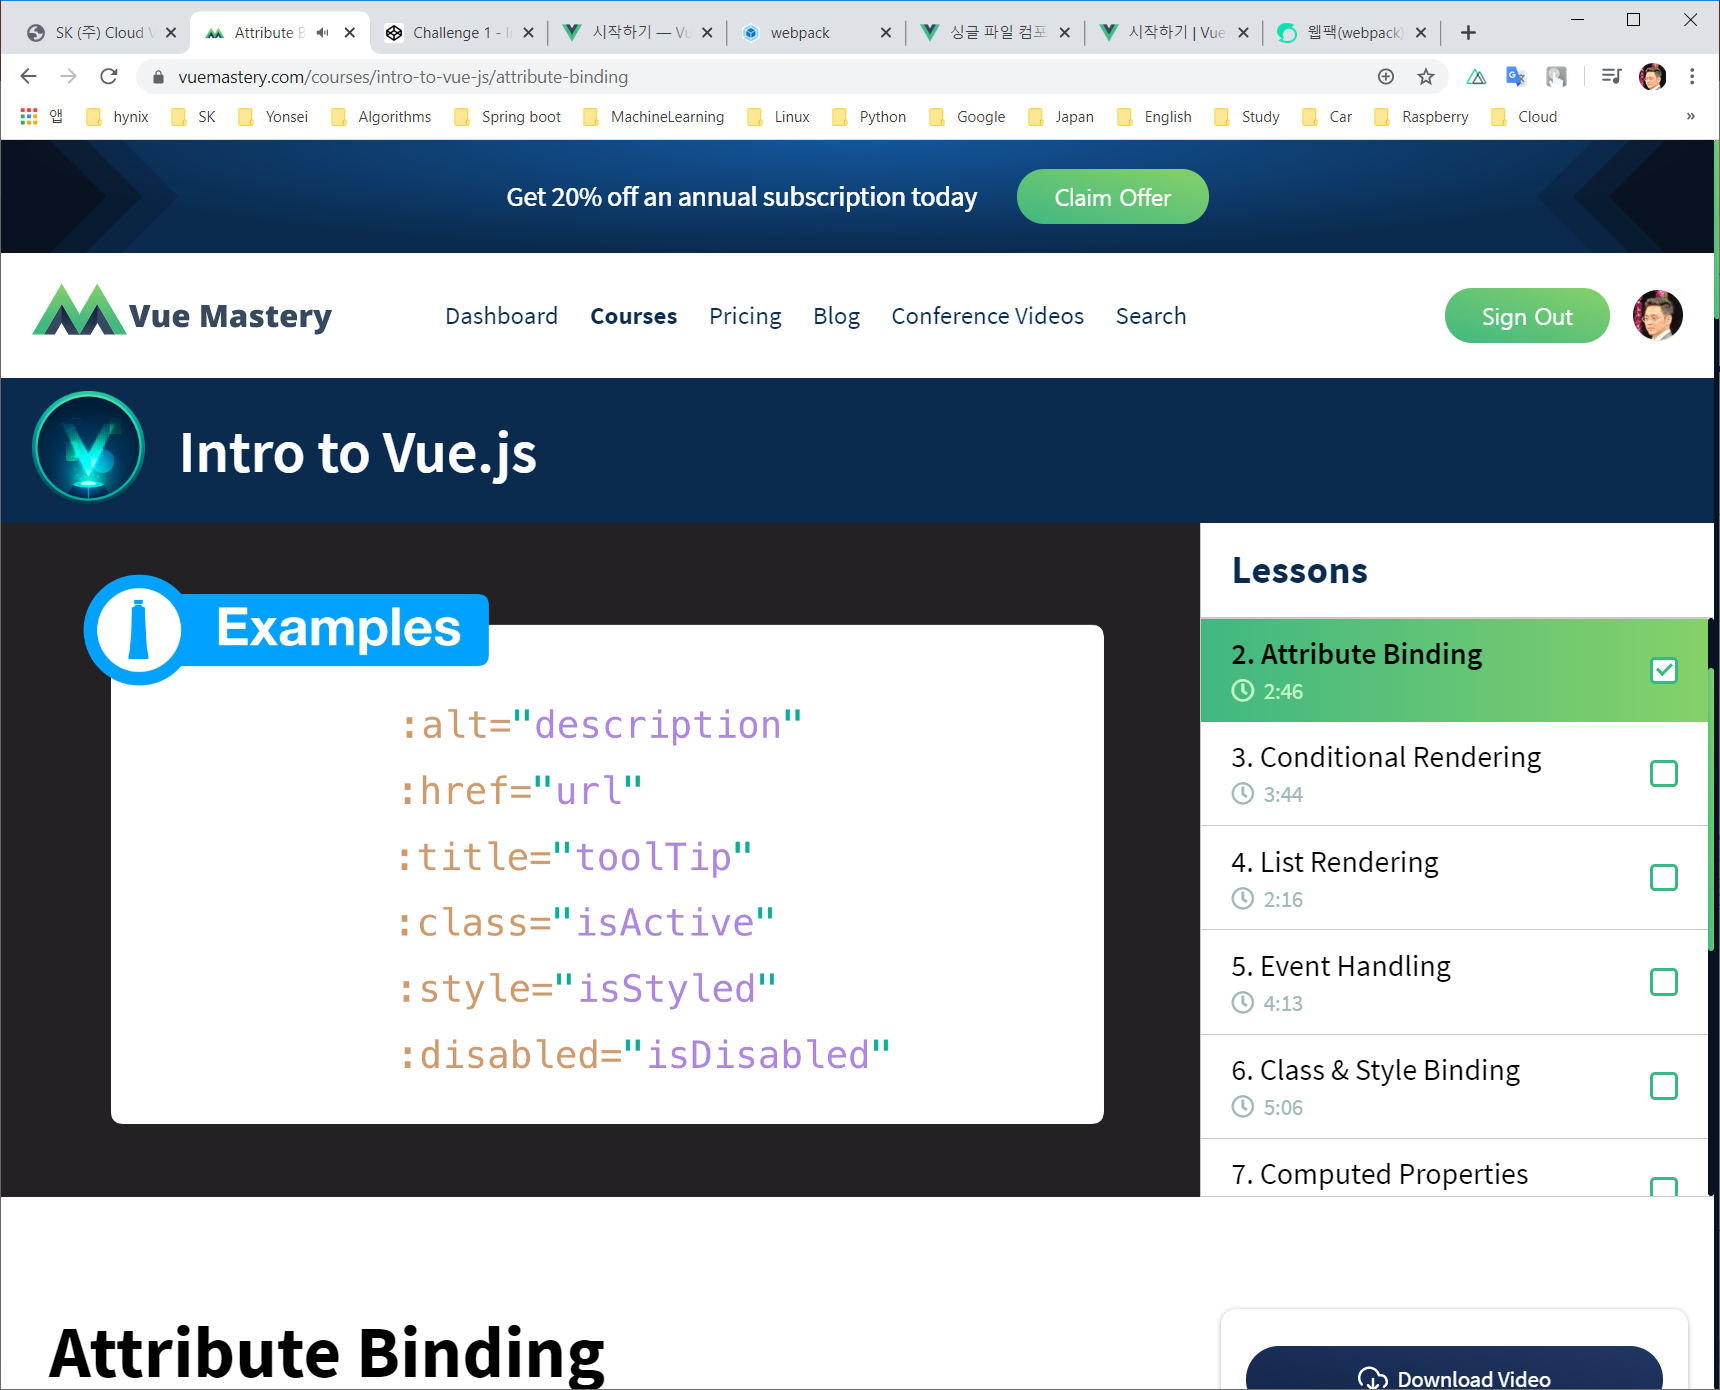 SK (주) Cloud
Attribute B
Challenge 1 - I
시작하기 — Vu
webpack
싱글 파일 컴포
시작하기 | Vue
웹팩(webpack)
vuemastery.com/courses/intro-to-vue-js/attribute-binding
앱 hynix SK Yonsei Algorithms Spring boot MachineLearning Linux Python Google Japan English Study Car Raspberry Cloud »
Get 20% off an annual subscription today
Claim Offer
Vue Mastery
Dashboard Courses Pricing Blog Conference Videos Search
Sign Out
Intro to Vue.js
Examples
:alt="description"
:href="url"
:title="toolTip"
:class="isActive"
:style="isStyled"
:disabled="isDisabled"
Lessons
2. Attribute Binding
2:46
3. Conditional Rendering
3:44
4. List Rendering
2:16
5. Event Handling
4:13
6. Class & Style Binding
5:06
7. Computed Properties
Attribute Binding
Download Video